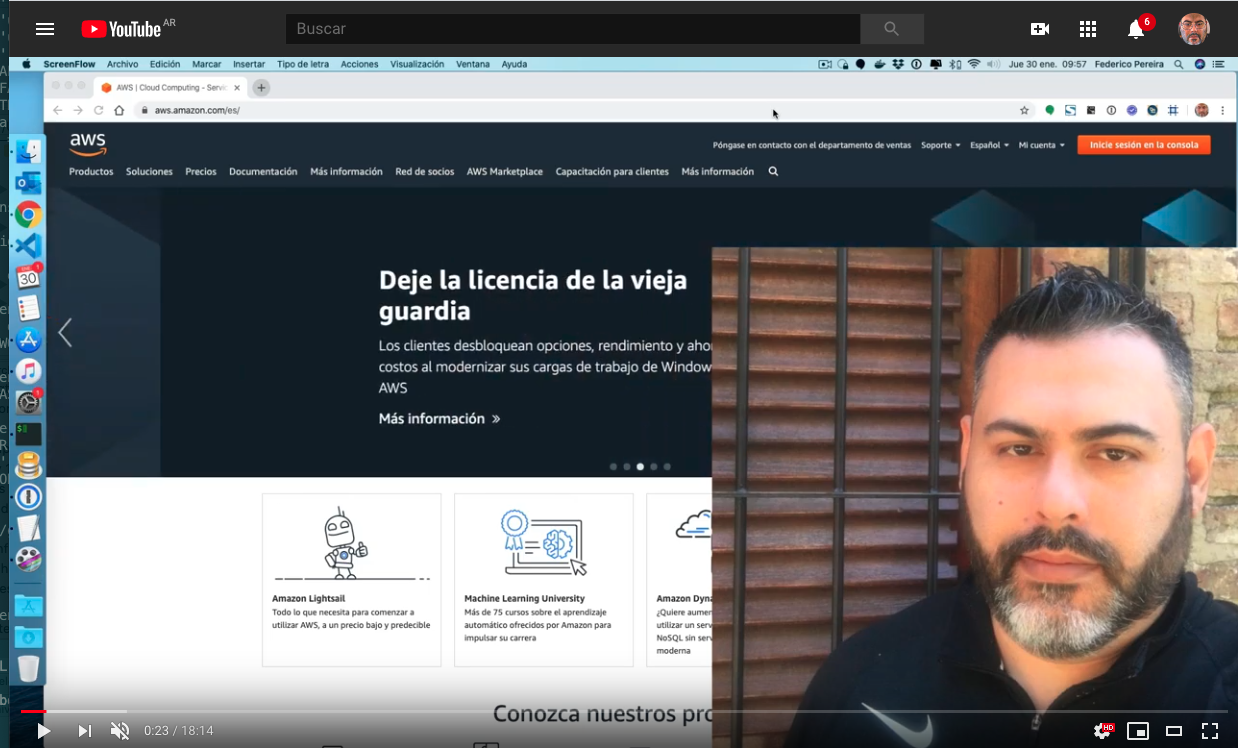 YouTube AR
Buscar
6
ScreenFlow Archivo Edición Marcar Insertar Tipo de letra Acciones Visualización Ventana Ayuda
Jue 30 ene. 09:57 Federico Pereira
AWS | Cloud Computing - Servic
aws.amazon.com/es/
aws
Póngase en contacto con el departamento de ventas Soporte Español Mi cuenta Inicie sesión en la consola
Productos Soluciones Precios Documentación Más información Red de socios AWS Marketplace Capacitación para clientes Más información
30
Deje la licencia de la vieja
guardia
Los clientes desbloquean opciones, rendimiento y aho
costos al modernizar sus cargas de trabajo de Window
AWS
Más información »
Amazon Lightsail
Todo lo que necesita para comenzar a
utilizar AWS, a un precio bajo y predecible
Machine Learning University
Más de 75 cursos sobre el aprendizaje
automático ofrecidos por Amazon para
impulsar su carrera
Amazon Dyna
¿Quiere aumen
utilizar un serv
NoSQL sin serv
moderna
Conozca nuestros pro
0:23 / 18:14
HD